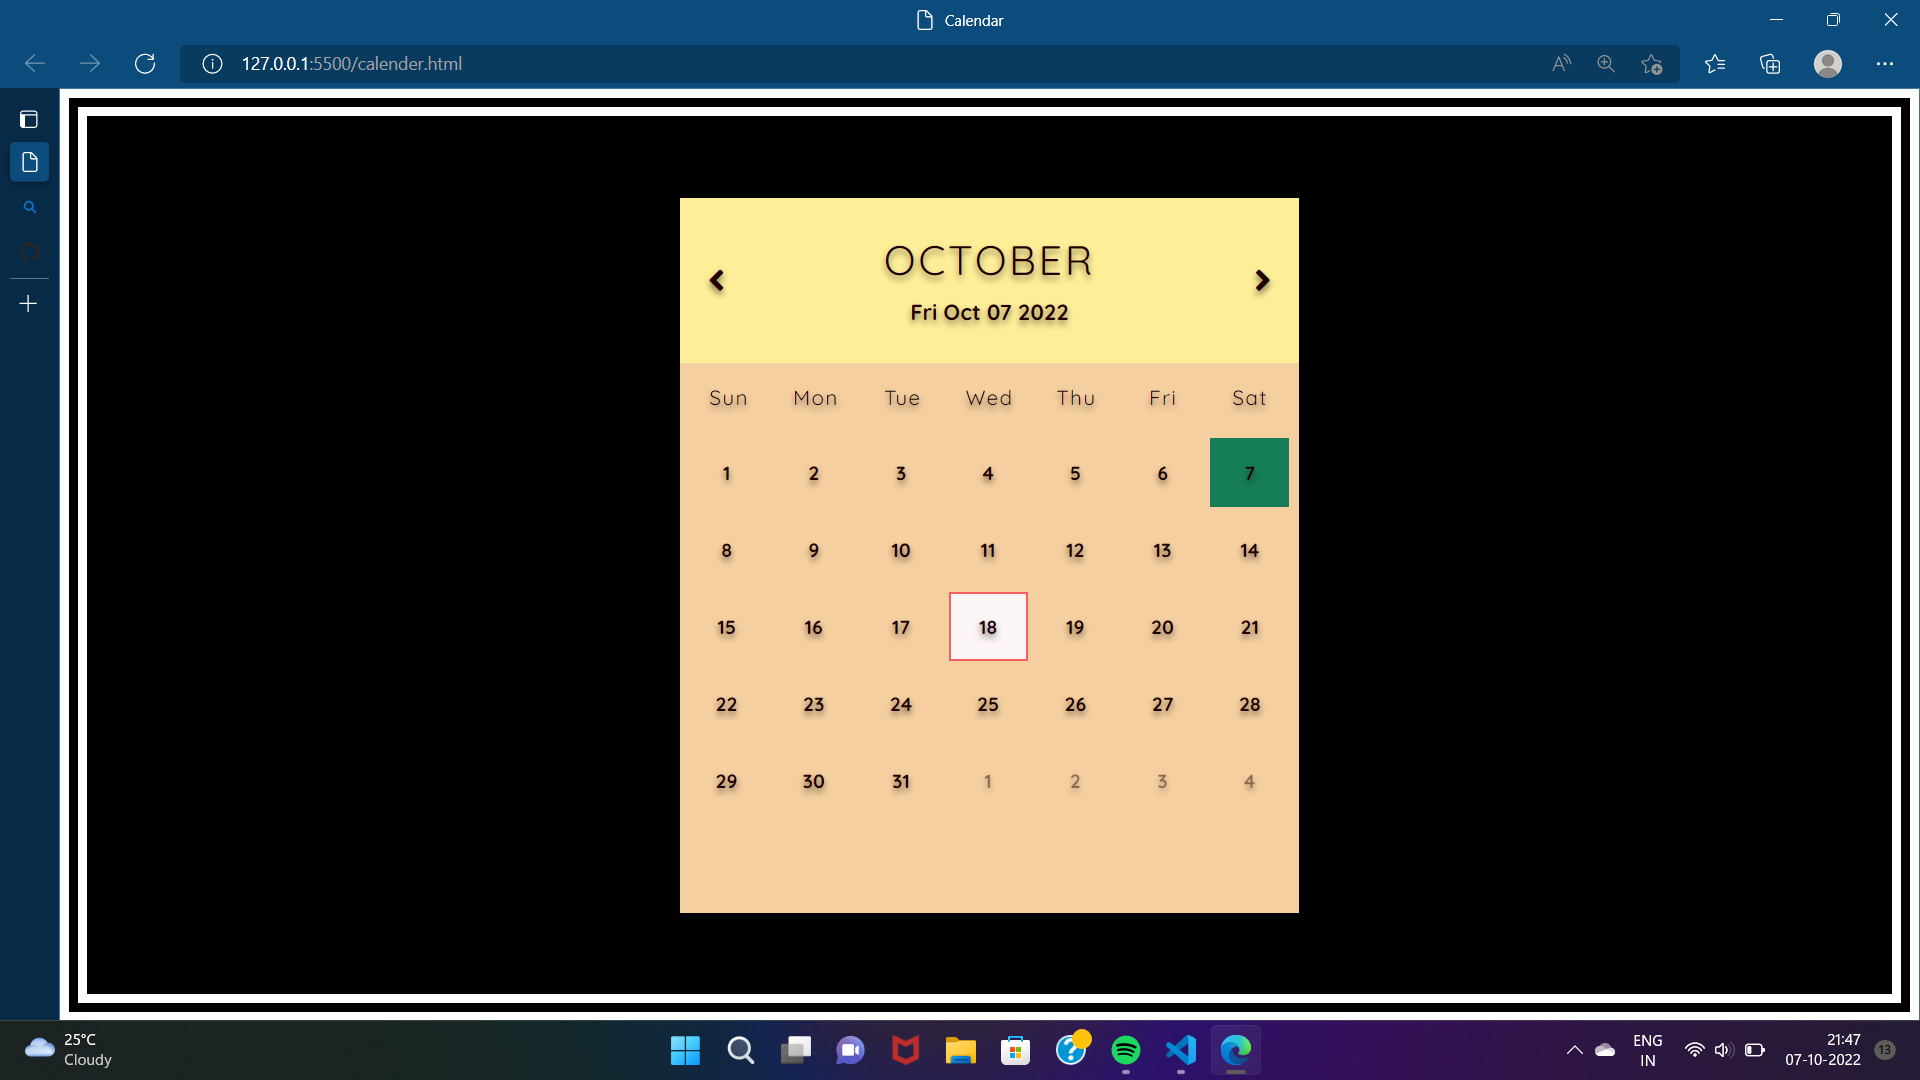 Calendar
127.0.0.1:5500/calender.html
OCTOBER
Fri Oct 07 2022
Sun Mon Tue Wed Thu Fri Sat
1 2 3 4 5 6 7
8 9 10 11 12 13 14
15 16 17 18 19 20 21
22 23 24 25 26 27 28
29 30 31 1 2 3 4
25°C
Cloudy
ENG
IN
21:47
07-10-2022
13